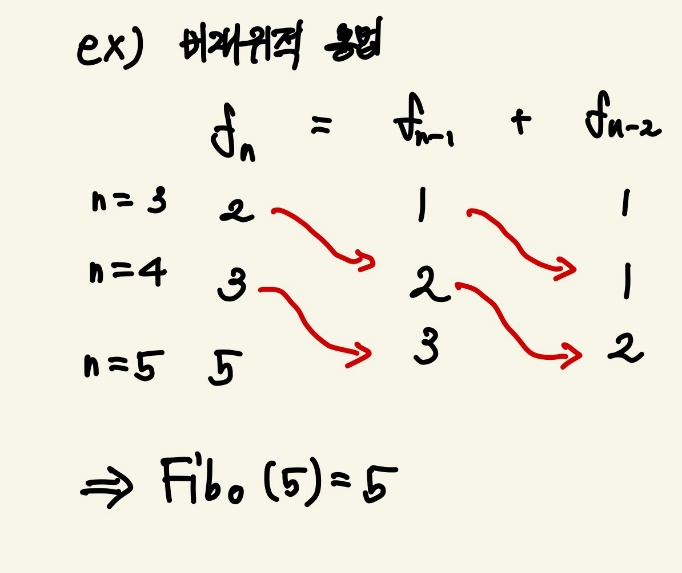 ex) 비재귀적 용법
fn = fn-1 + fn-2
n=3 2 1 1
n=4 3 2 1
n=5 5 3 2
⇒ Fibo (5)=5